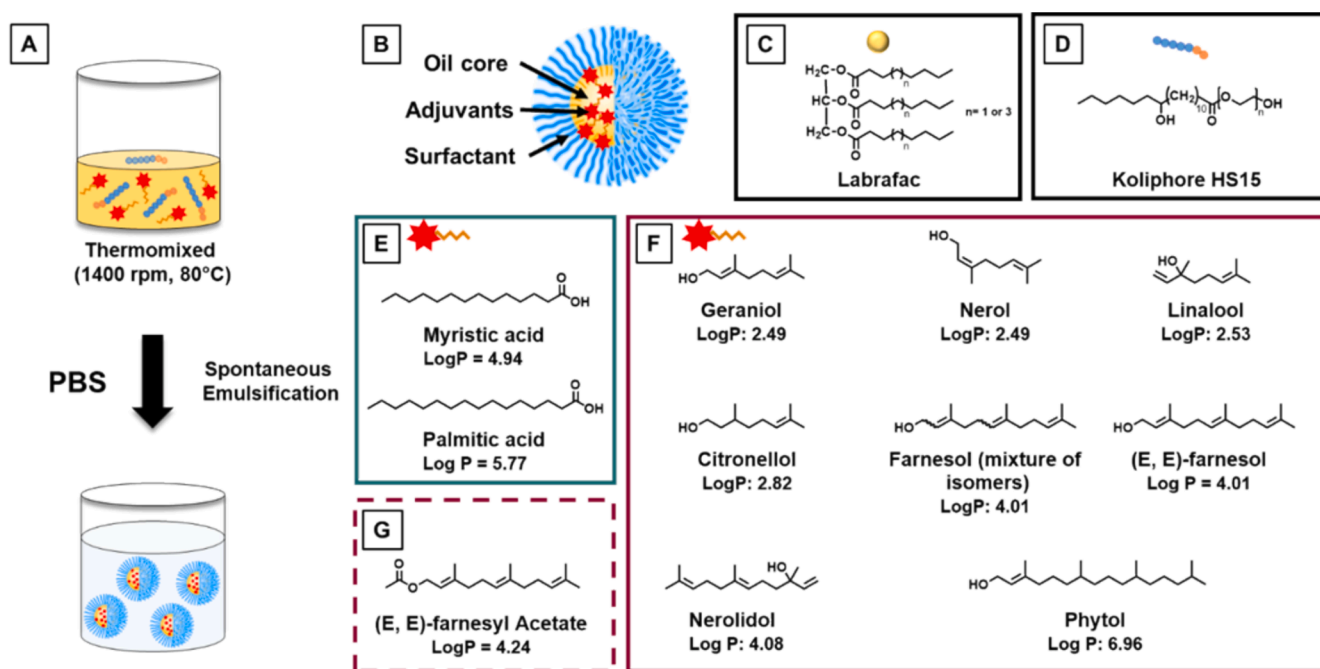 A
Thermomixed
(1400 rpm, 80°C)
PBS
Spontaneous
Emulsification
B
Oil core
Adjuvants
Surfactant
C
H₂C-O
HC-O
H₂C-O
O
O
O
n
n
n
n= 1 or 3
Labrafac
D
OH
(CH₂)
10
O
O
n
OH
Koliphore HS15
E
O
OH
Myristic acid
LogP = 4.94
O
OH
Palmitic acid
Log P = 5.77
F
HO
Geraniol
LogP: 2.49
HO
Nerol
LogP: 2.49
OH
Linalool
LogP: 2.53
HO
Citronellol
LogP: 2.82
HO
Farnesol (mixture of
isomers)
LogP: 4.01
HO
(E, E)-farnesol
Log P = 4.01
HO
Nerolidol
Log P: 4.08
HO
Phytol
Log P: 6.96
G
O
O
(E, E)-farnesyl Acetate
LogP = 4.24